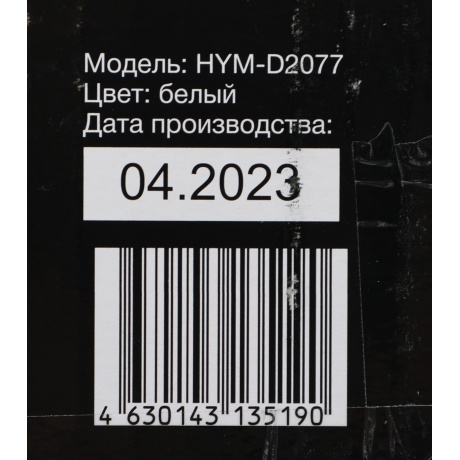 Модель: HYM-D2077
Цвет: белый
Дата производства:
04.2023
4 630143 135190